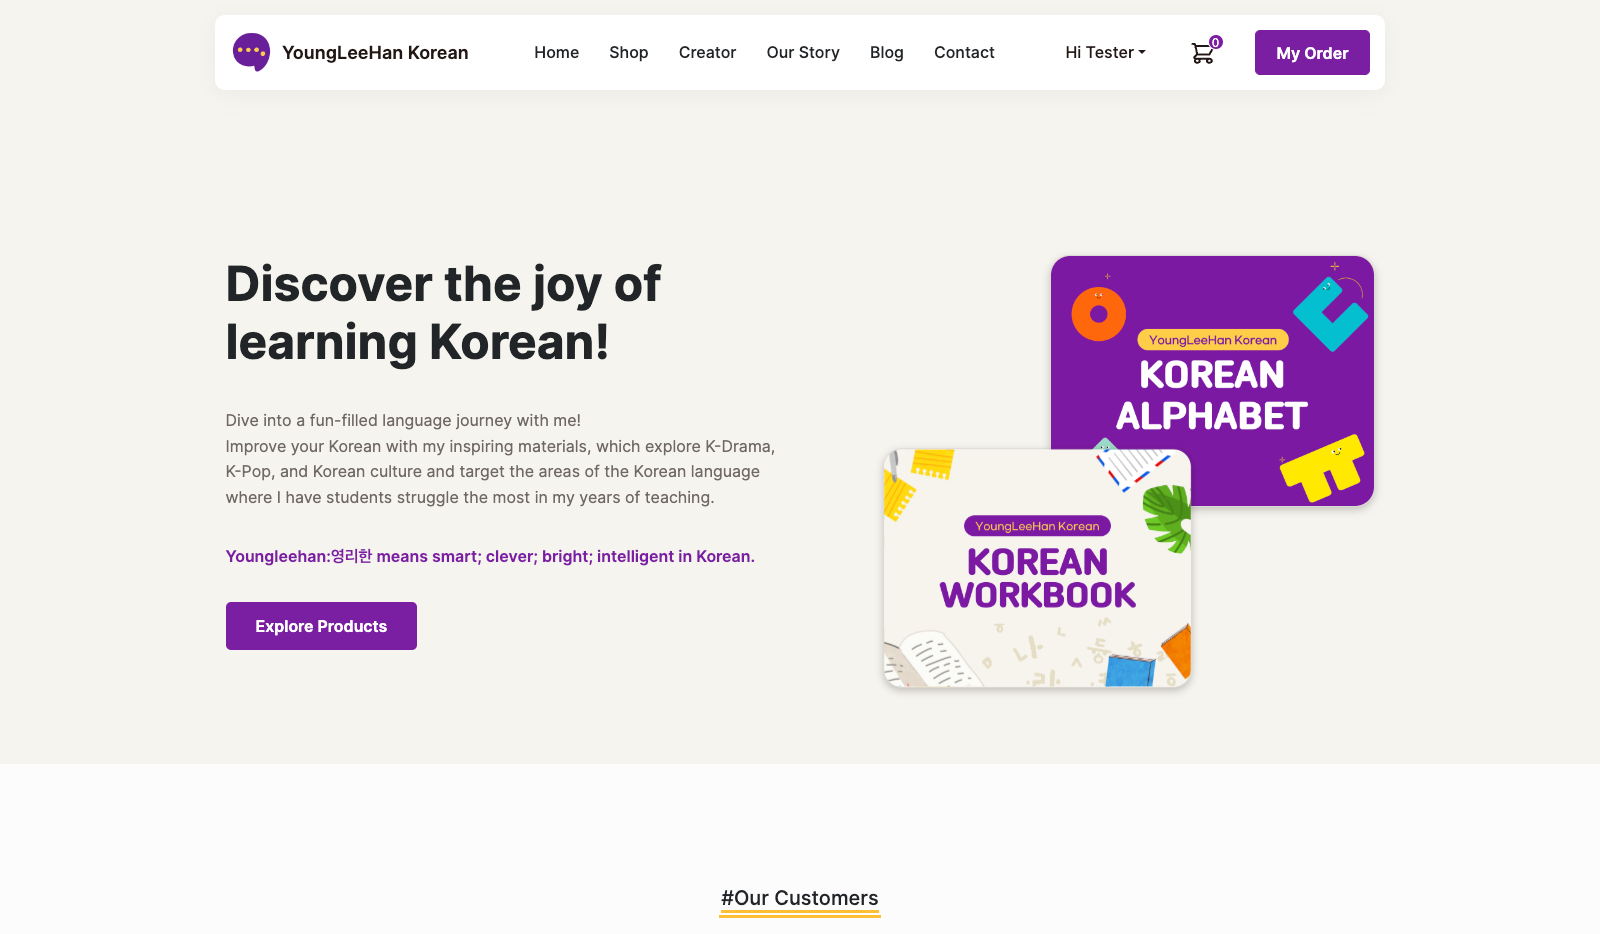 YoungLeeHan Korean
Home
Shop
Creator
Our Story
Blog
Contact
Hi Tester
0
My Order
Discover the joy of
learning Korean!
Dive into a fun-filled language journey with me!
Improve your Korean with my inspiring materials, which explore K-Drama,
K-Pop, and Korean culture and target the areas of the Korean language
where I have students struggle the most in my years of teaching.
Youngleehan:영리한 means smart; clever; bright; intelligent in Korean.
Explore Products
YoungLeeHan Korean
KOREAN
ALPHABET
YoungLeeHan Korean
KOREAN
WORKBOOK
#Our Customers